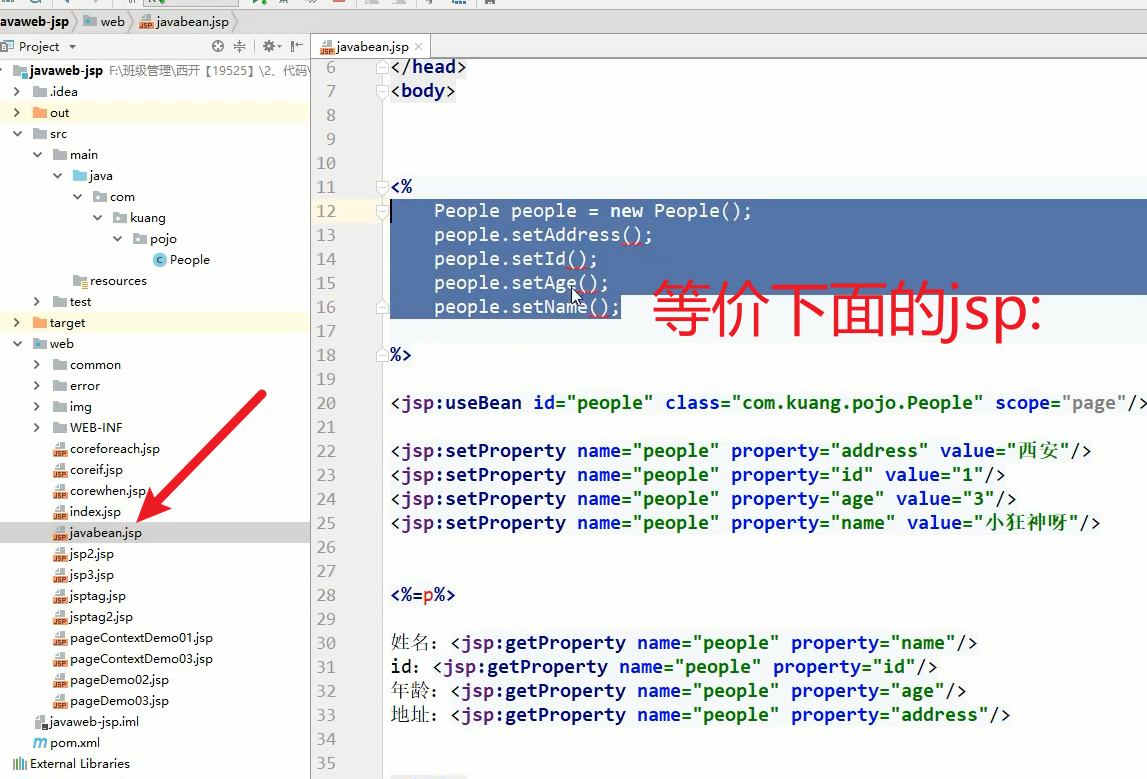 avaweb-jsp web javabean.jsp
Project
javabean.jsp
javaweb-jsp F:\班级管理\西开【19525】\2、代码\
.idea
out
src
main
java
com
kuang
pojo
People
resources
test
target
web
common
error
img
WEB-INF
coreforeach.jsp
coreif.jsp
corewhen.jsp
index.jsp
javabean.jsp
jsp2.jsp
jsp3.jsp
jsptag.jsp
jsptag2.jsp
pageContextDemo01.jsp
pageContextDemo03.jsp
pageDemo02.jsp
pageDemo03.jsp
javaweb-jsp.iml
pom.xml
External Libraries
6 </head>
7 <body>
8
9
10
11 <%
12 People people = new People();
13 people.setAddress();
14 people.setId();
15 people.setAge();
16 people.setName();
等价下面的jsp:
17
18 %>
19
20 <jsp:useBean id="people" class="com.kuang.pojo.People" scope="page"/>
21
22 <jsp:setProperty name="people" property="address" value="西安"/>
23 <jsp:setProperty name="people" property="id" value="1"/>
24 <jsp:setProperty name="people" property="age" value="3"/>
25 <jsp:setProperty name="people" property="name" value="小狂神呀"/>
26
27
28 <%=p%>
29
30 姓名：<jsp:getProperty name="people" property="name"/>
31 id：<jsp:getProperty name="people" property="id"/>
32 年龄：<jsp:getProperty name="people" property="age"/>
33 地址：<jsp:getProperty name="people" property="address"/>
34
35